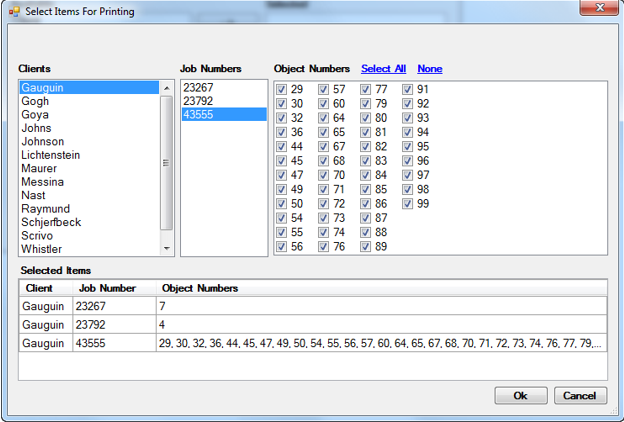 Select Items For Printing
Clients Job Numbers Object Numbers Select All None
Gauguin 23267 29 57 77 91
Gogh 23792 30 60 79 92
Goya 43555 32 64 80 93
Johns 36 65 81 94
Johnson 44 67 82 95
Lichtenstein 45 68 83 96
Maurer 47 70 84 97
Messina 49 71 85 98
Nast 50 72 86 99
Raymund 54 73 87
Schjerfbeck 55 74 88
Scrivo 56 76 89
Whistler
Selected Items
Client Job Number Object Numbers
Gauguin 23267 7
Gauguin 23792 4
Gauguin 43555 29, 30, 32, 36, 44, 45, 47, 49, 50, 54, 55, 56, 57, 60, 64, 65, 67, 68, 70, 71, 72, 73, 74, 76, 77, 79,...
Ok Cancel